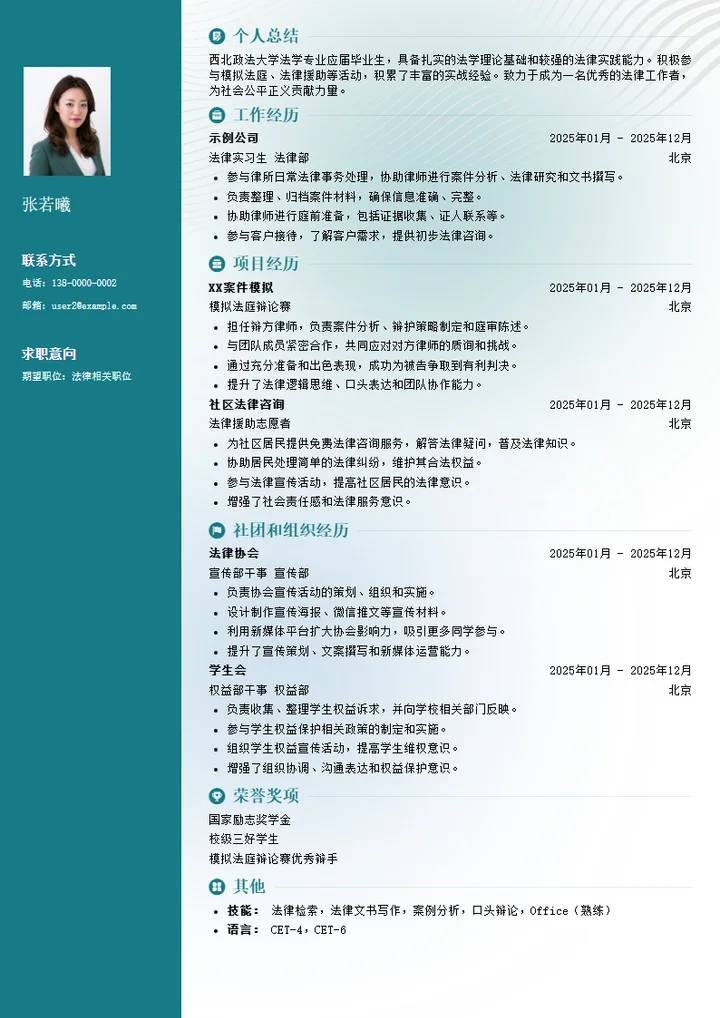 张若曦
联系方式
电话：138-0000-0002
邮箱：user2@example.com
求职意向
期望职位：法律相关职位
个人总结
西北政法大学法学专业应届毕业生，具备扎实的法学理论基础和较强的法律实践能力。积极参
与模拟法庭、法律援助等活动，积累了丰富的实战经验。致力于成为一名优秀的法律工作者，
为社会公平正义贡献力量。
工作经历
示例公司 2025年01月 - 2025年12月
法律实习生 法律部 北京
• 参与律所日常法律事务处理，协助律师进行案件分析、法律研究和文书撰写。
• 负责整理、归档案件材料，确保信息准确、完整。
• 协助律师进行庭前准备，包括证据收集、证人联系等。
• 参与客户接待，了解客户需求，提供初步法律咨询。
项目经历
XX案件模拟 2025年01月 - 2025年12月
模拟法庭辩论赛 北京
• 担任辩方律师，负责案件分析、辩护策略制定和庭审陈述。
• 与团队成员紧密合作，共同应对对方律师的质询和挑战。
• 通过充分准备和出色表现，成功为被告争取到有利判决。
• 提升了法律逻辑思维、口头表达和团队协作能力。
社区法律咨询 2025年01月 - 2025年12月
法律援助志愿者 北京
• 为社区居民提供免费法律咨询服务，解答法律疑问，普及法律知识。
• 协助居民处理简单的法律纠纷，维护其合法权益。
• 参与法律宣传活动，提高社区居民的法律意识。
• 增强了社会责任感和法律服务意识。
社团和组织经历
法律协会 2025年01月 - 2025年12月
宣传部干事 宣传部 北京
• 负责协会宣传活动的策划、组织和实施。
• 设计制作宣传海报、微信推文等宣传材料。
• 利用新媒体平台扩大协会影响力，吸引更多同学参与。
• 提升了宣传策划、文案撰写和新媒体运营能力。
学生会 2025年01月 - 2025年12月
权益部干事 权益部 北京
• 负责收集、整理学生权益诉求，并向学校相关部门反映。
• 参与学生权益保护相关政策的制定和实施。
• 组织学生权益宣传活动，提高学生维权意识。
• 增强了组织协调、沟通表达和权益保护意识。
荣誉奖项
国家励志奖学金
校级三好学生
模拟法庭辩论赛优秀辩手
其他
• 技能： 法律检索，法律文书写作，案例分析，口头辩论，Office（熟练）
• 语言： CET-4，CET-6